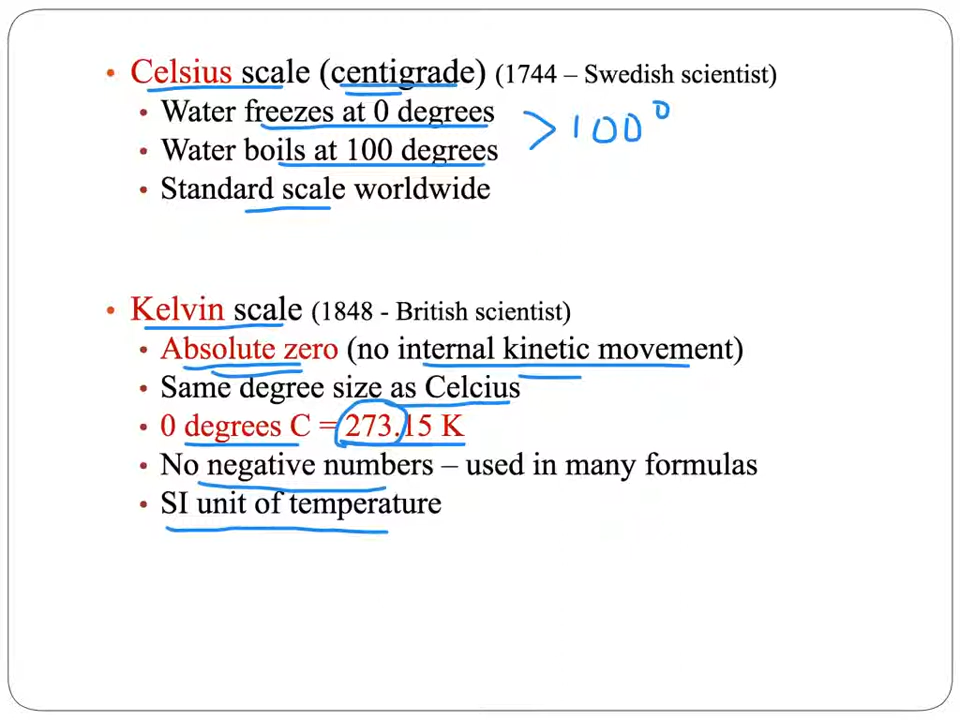 • Celsius scale (centigrade) (1744 – Swedish scientist)
• Water freezes at 0 degrees
> 100°
• Water boils at 100 degrees
• Standard scale worldwide
• Kelvin scale (1848 - British scientist)
• Absolute zero (no internal kinetic movement)
• Same degree size as Celcius
• 0 degrees C = 273.15 K
• No negative numbers – used in many formulas
• SI unit of temperature